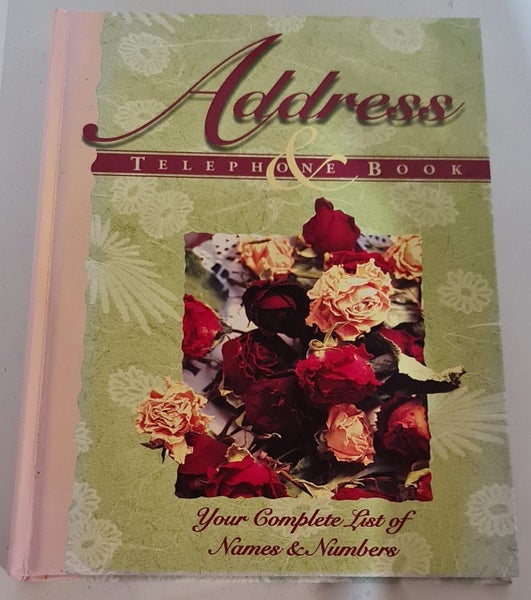 Address
&
TELEPHONE BOOK
Your Complete List of
Names & Numbers